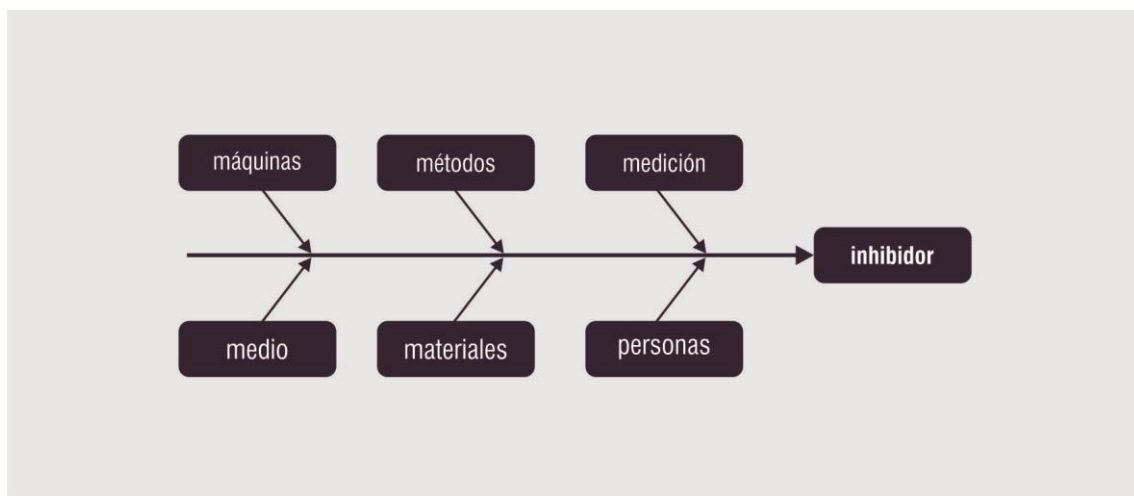 máquinas
métodos
medición
inhibidor
medio
materiales
personas